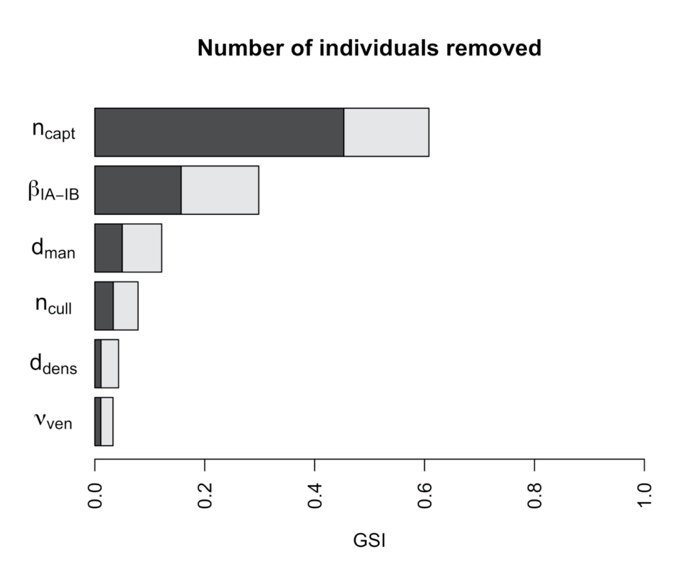 Number of individuals removed
ncapt
βIA−IB
dman
ncull
ddens
νven
0.0 0.2 0.4 0.6 0.8 1.0
GSI